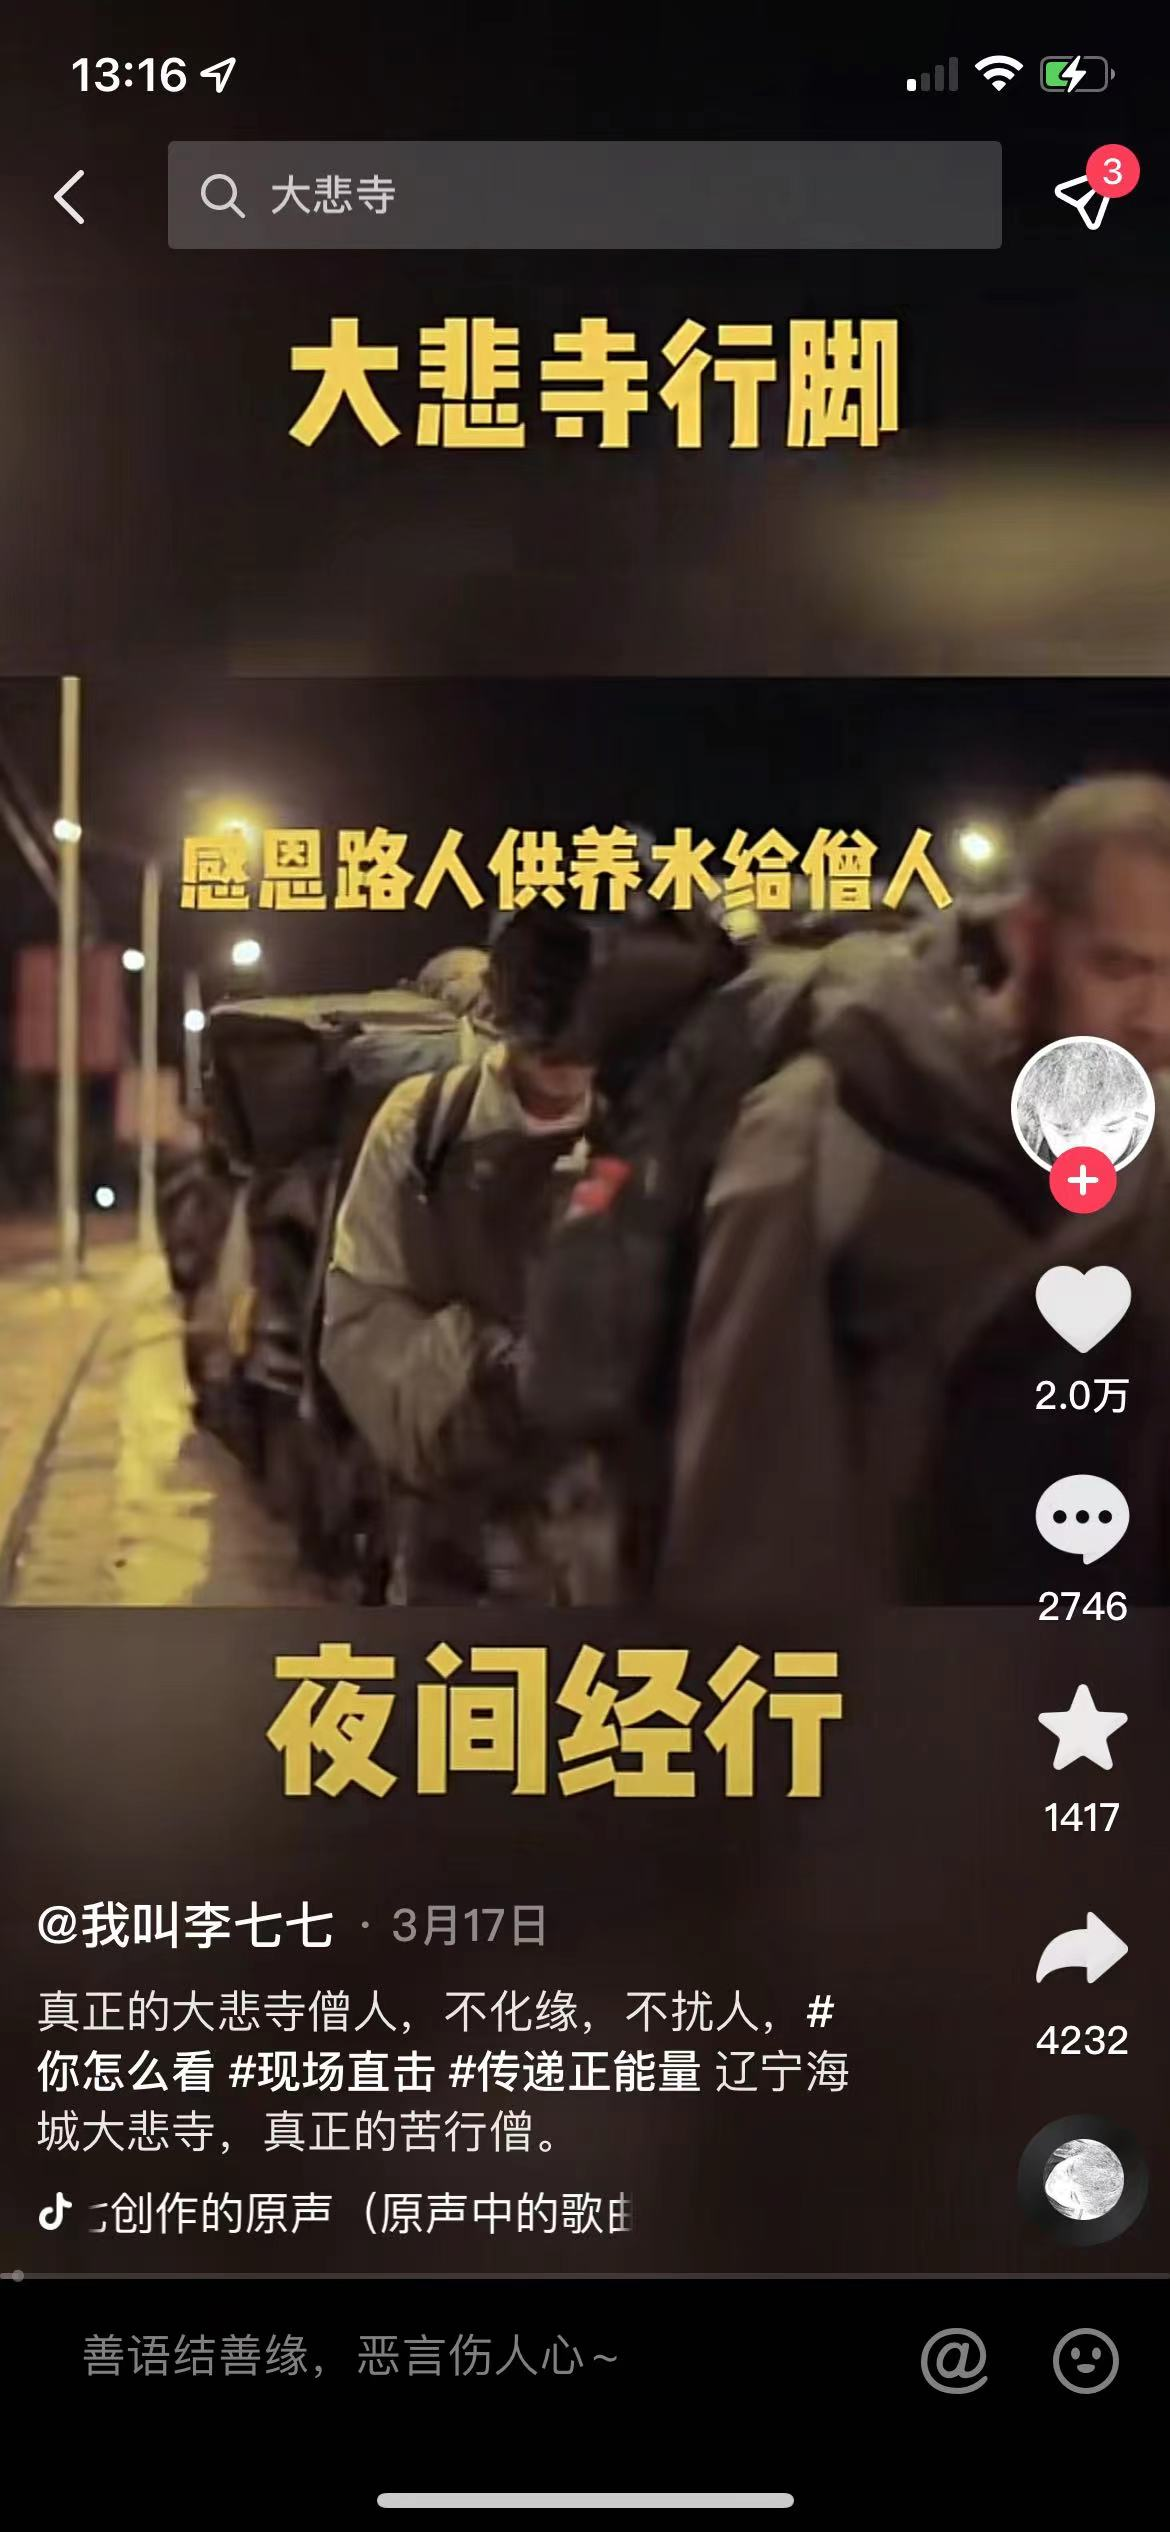 13:16
大悲寺
3
大悲寺行脚
感恩路人供养水给僧人
2.0万
2746
1417
4232
夜间经行
@我叫李七七 · 3月17日
真正的大悲寺僧人，不化缘，不扰人，#
你怎么看 #现场直击 #传递正能量 辽宁海
城大悲寺，真正的苦行僧。
创作的原声（原声中的歌曲
善语结善缘，恶言伤人心~